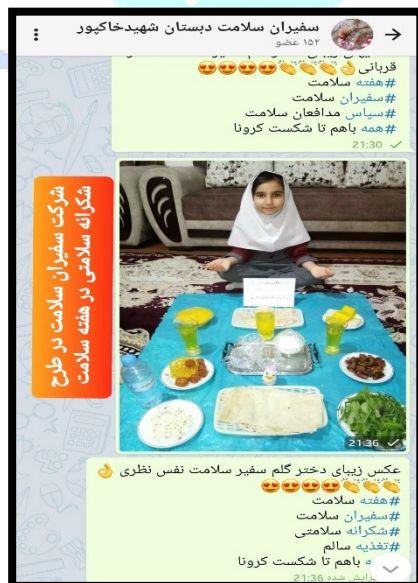 سفیران سلامت دبستان شهیدخاکپور
۱۵۲ عضو
قربانی👌👏👏👏😍😍😍😍
#هفته سلامت
#سفیران سلامت
#سپاس مدافعان سلامت
#همه باهم تا شکست کرونا
21:30
شرکت سفیران سلامت در طرح
شکرانه سلامتی در هفته سلامت
21:36
عکس زیبای دختر گلم سفیر سلامت نفس نظری 👌
👏👏👏👏😍😍😍😍
#هفته سلامت
#سفیران سلامت
#شکرانه سلامتی
#تغذیه سالم
باهم تا شکست کرونا
21:36